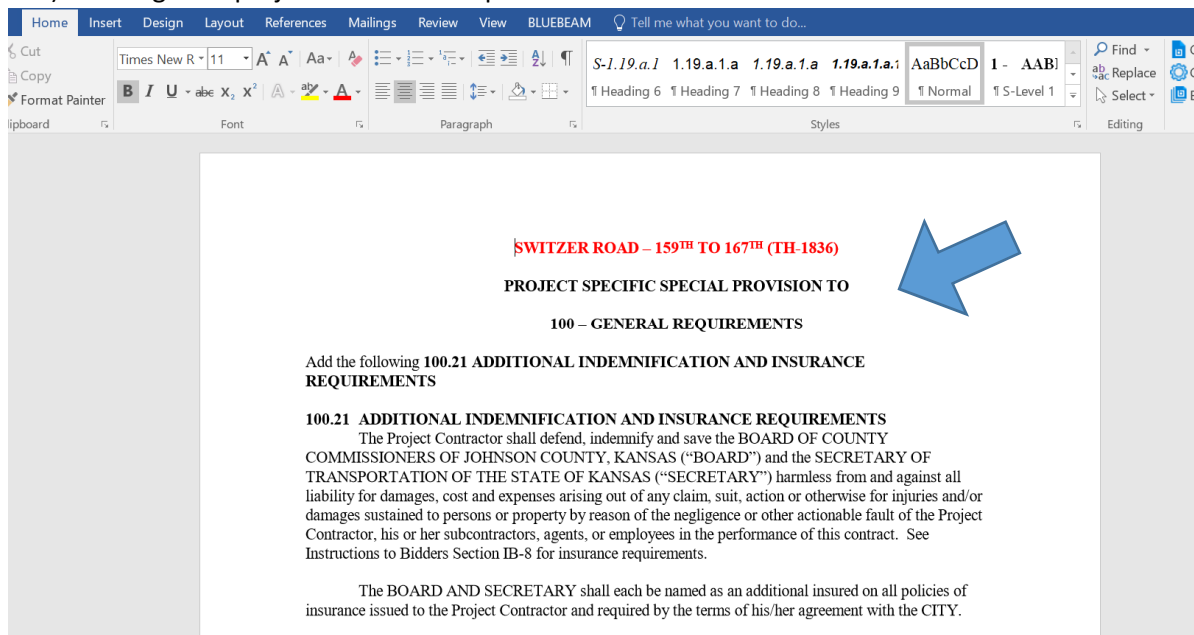 Home Insert Design Layout References Mailings Review View BLUEBEAM Tell me what you want to do...
Cut
Copy
Format Painter
Times New R 11
Font
Paragraph
S-1.19.a.1 1.19.a.1.a 1.19.a.1.a 1.19.a.1.a. AaBbCcD 1 - AAB
¶ Heading 6 ¶ Heading 7 ¶ Heading 8 ¶ Heading 9 ¶ Normal ¶ S-Level 1
Styles
Find
Replace
Select
Editing
SWITZER ROAD – 159TH TO 167TH (TH-1836)
PROJECT SPECIFIC SPECIAL PROVISION TO
100 – GENERAL REQUIREMENTS
Add the following 100.21 ADDITIONAL INDEMNIFICATION AND INSURANCE
REQUIREMENTS
100.21 ADDITIONAL INDEMNIFICATION AND INSURANCE REQUIREMENTS
The Project Contractor shall defend, indemnify and save the BOARD OF COUNTY
COMMISSIONERS OF JOHNSON COUNTY, KANSAS (“BOARD”) and the SECRETARY OF
TRANSPORTATION OF THE STATE OF KANSAS (“SECRETARY”) harmless from and against all
liability for damages, cost and expenses arising out of any claim, suit, action or otherwise for injuries and/or
damages sustained to persons or property by reason of the negligence or other actionable fault of the Project
Contractor, his or her subcontractors, agents, or employees in the performance of this contract. See
Instructions to Bidders Section IB-8 for insurance requirements.
The BOARD AND SECRETARY shall each be named as an additional insured on all policies of
insurance issued to the Project Contractor and required by the terms of his/her agreement with the CITY.